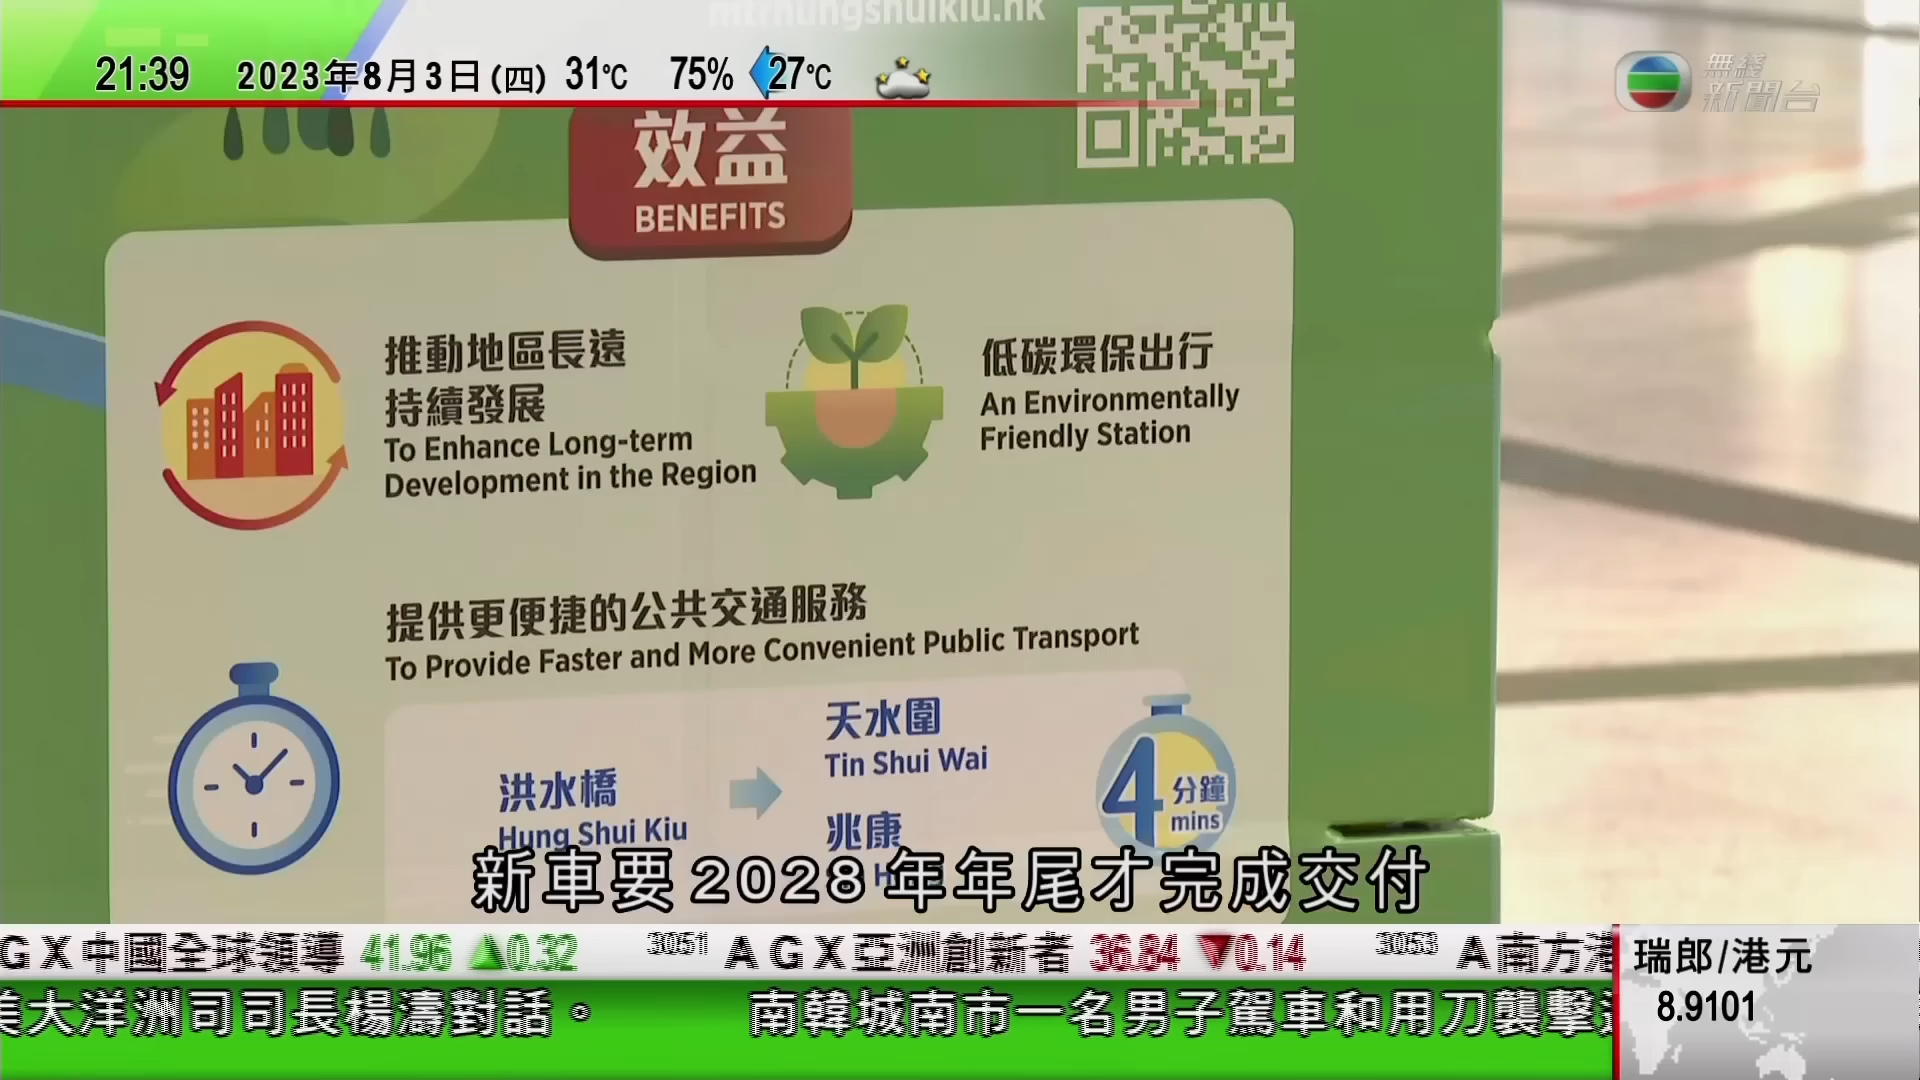 mtrhungshuikiu.hk
21:39 2023年8月3日(四) 31℃ 75% 27℃
無綫
新聞台
效益
BENEFITS
推動地區長遠
持續發展
To Enhance Long-term
Development in the Region
低碳環保出行
An Environmentally
Friendly Station
提供更便捷的公共交通服務
To Provide Faster and More Convenient Public Transport
洪水橋
Hung Shui Kiu
天水圍
Tin Shui Wai
兆康
4分鐘
mins
新車要2028年年尾才完成交付
GX中國全球領導 41.96 ▲0.32 3051 AGX亞洲創新者 36.84 ▼0.14 3053 A南方港
美大洋洲司司長楊濤對話。 南韓城南市一名男子駕車和用刀襲擊
瑞郎/港元
8.9101